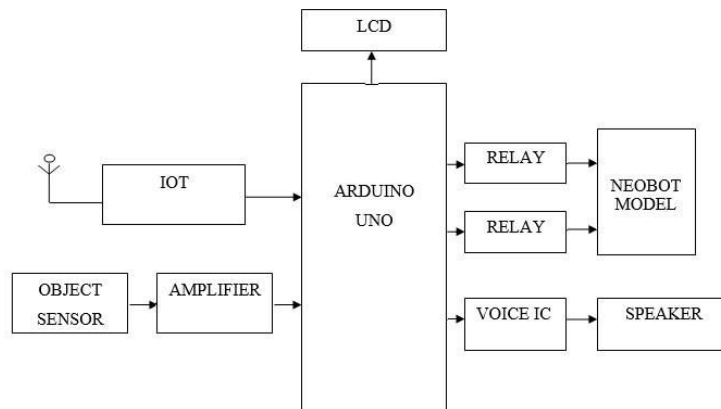 LCD
IOT
ARDUINO
UNO
RELAY
NEOBOT
MODEL
RELAY
OBJECT
SENSOR
AMPLIFIER
VOICE IC
SPEAKER